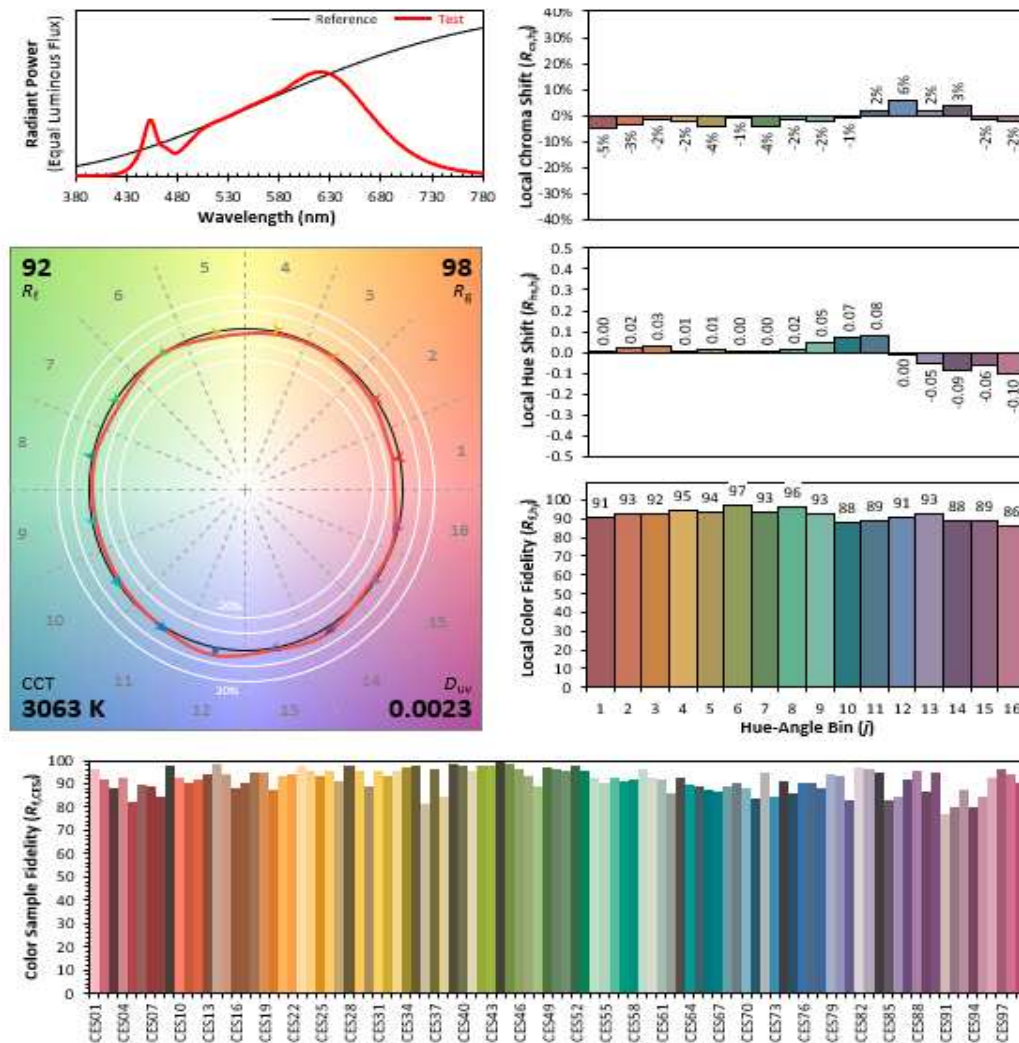 Radiant Power
(Equal Luminous Flux)
Reference
Test
380 430 480 530 580 630 680 730 780
Wavelength (nm)
Local Chroma Shift (Rcs,hj)
40%
30%
20%
10%
0%
-10%
-20%
-30%
-40%
-5% -3% -2% -2% -4% -1% -4% -2% -2% -1% 2% 6% 2% 3% -2% -2%
92
Rf
98
Rg
5 4
6 3
7 2
8 1
9 16
10 15
11 14
12 13
-20%
20%
CCT
3063 K
Duv
0.0023
Local Hue Shift (Rhs,hj)
0.5
0.4
0.3
0.2
0.1
0.0
-0.1
-0.2
-0.3
-0.4
-0.5
0.00 0.02 0.03 0.01 0.01 0.00 0.00 0.02 0.05 0.07 0.08 0.00 -0.05 -0.09 -0.06 -0.10
Local Color Fidelity (Rf,hj)
100
90
80
70
60
50
40
30
20
10
0
91 93 92 95 94 97 93 96 93 88 89 91 93 88 89 86
1 2 3 4 5 6 7 8 9 10 11 12 13 14 15 16
Hue-Angle Bin (j)
Color Sample Fidelity (Rf,CESi)
100
90
80
70
60
50
40
30
20
10
0
CES01 CES04 CES07 CES10 CES13 CES16 CES19 CES22 CES25 CES28 CES31 CES34 CES37 CES40 CES43 CES46 CES49 CES52 CES55 CES58 CES61 CES64 CES67 CES70 CES73 CES76 CES79 CES82 CES85 CES88 CES91 CES94 CES97